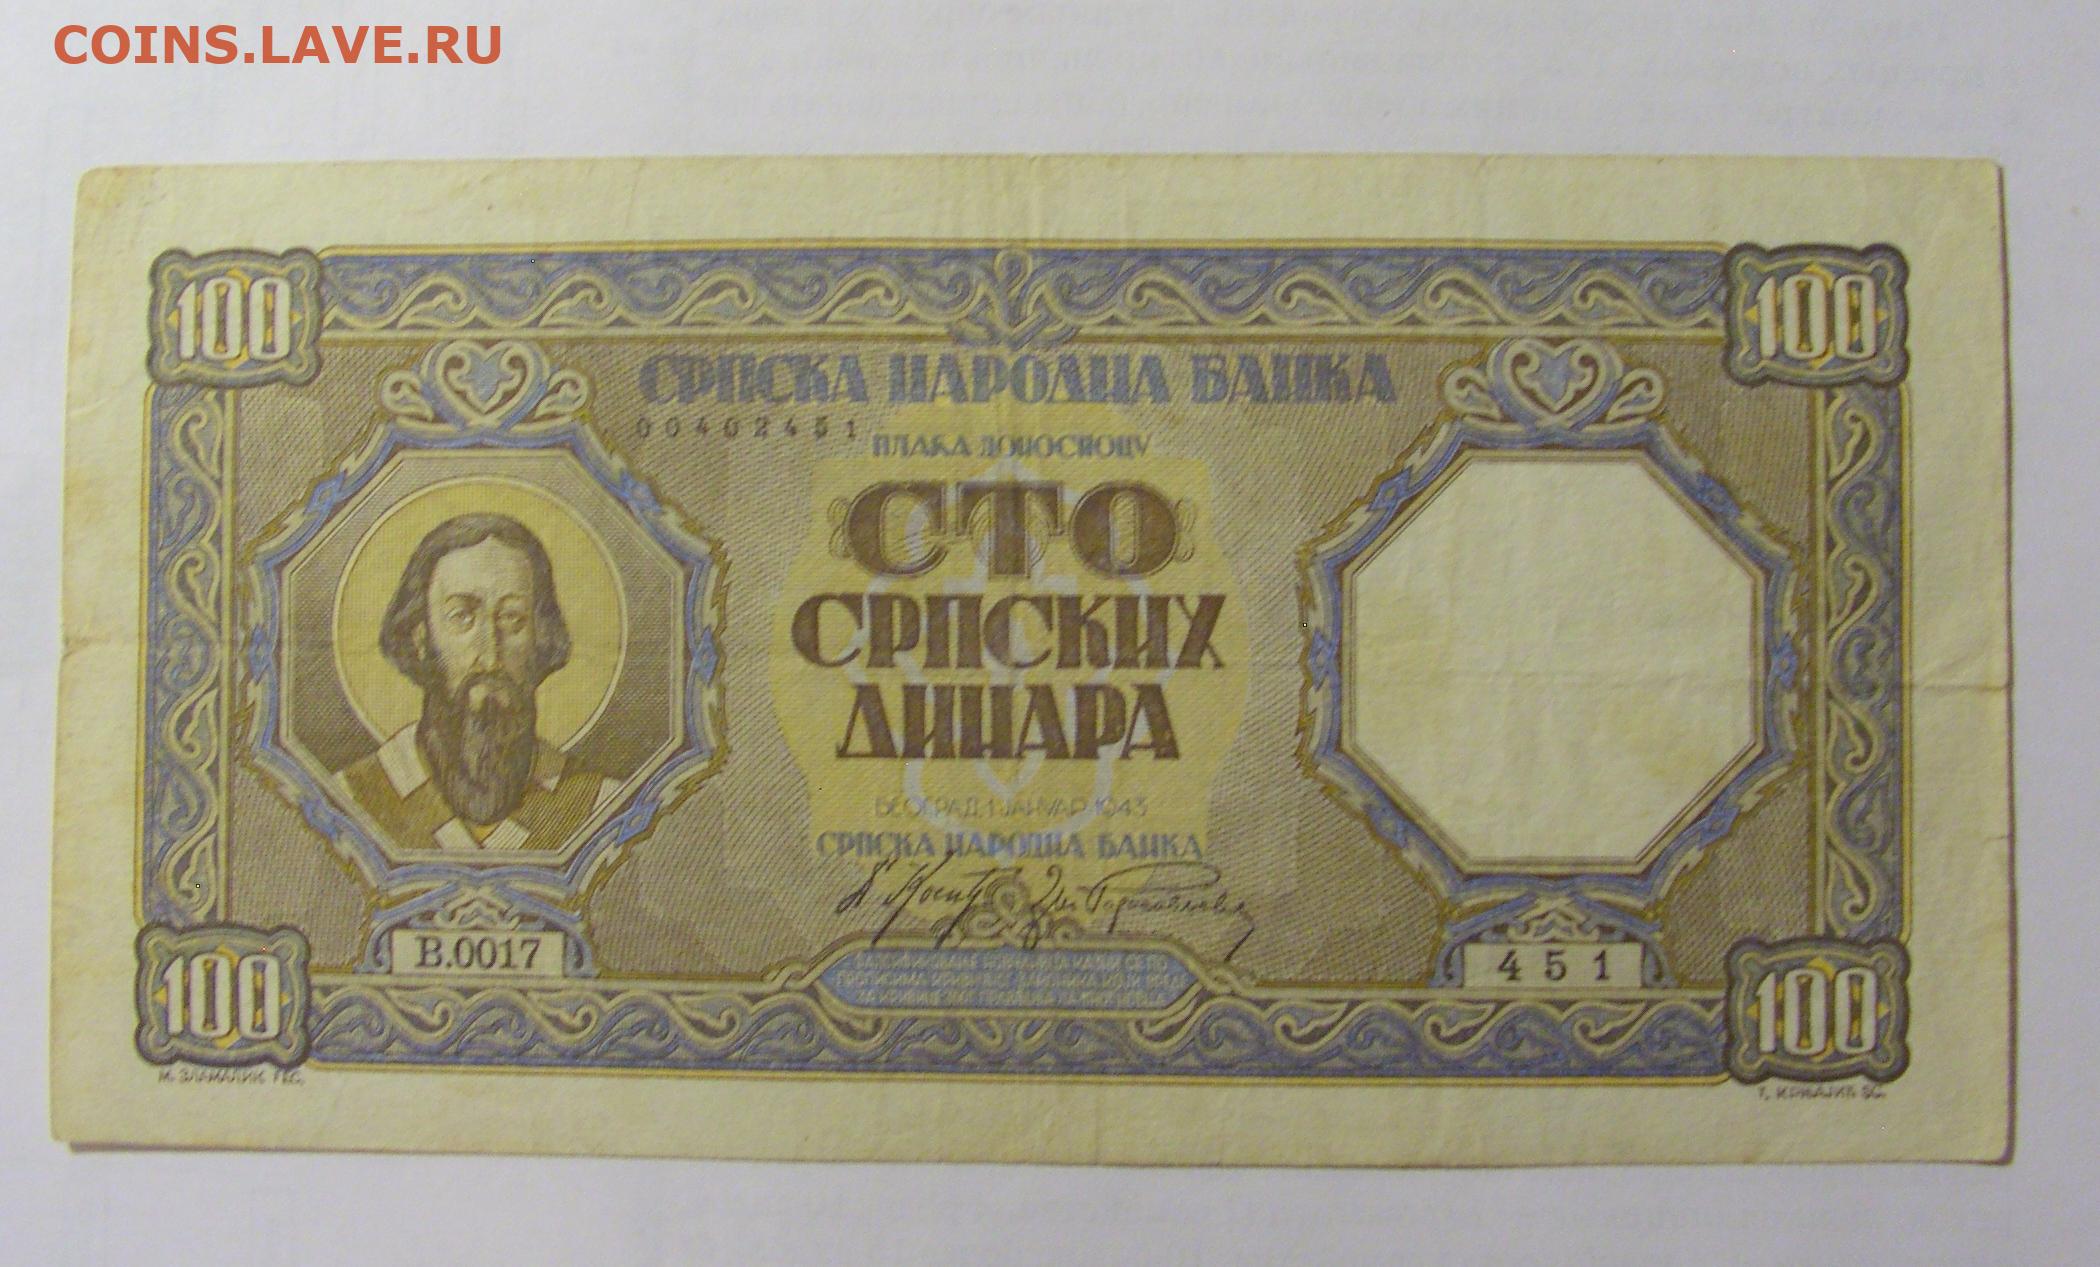 COINS.LAVE.RU
100
100
СРПСКА НАРОДНА БАНКА
00402451
ПЛАЋА ДОНОСИОЦУ
СТО
СРПСКИХ
ДИНАРА
БЕОГРАД, 1 ЈАНУАР 1943
СРПСКА НАРОДНА БАНКА
B.0017
451
100
100